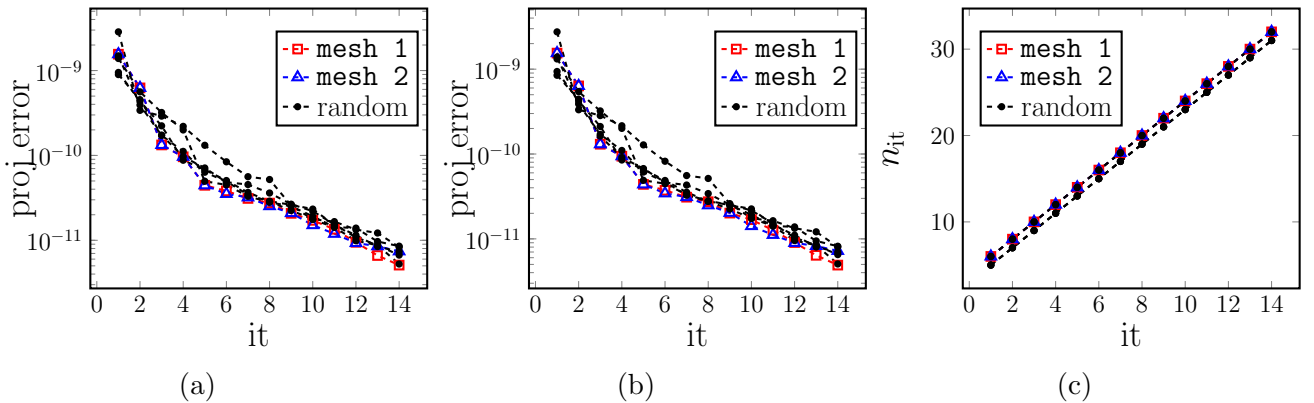 10⁻⁹
10⁻¹⁰
10⁻¹¹
proj error
mesh 1
mesh 2
random
0 2 4 6 8 10 12 14
it
(a)
10⁻⁹
10⁻¹⁰
10⁻¹¹
proj error
mesh 1
mesh 2
random
0 2 4 6 8 10 12 14
it
(b)
30
20
10
n_it
mesh 1
mesh 2
random
0 2 4 6 8 10 12 14
it
(c)